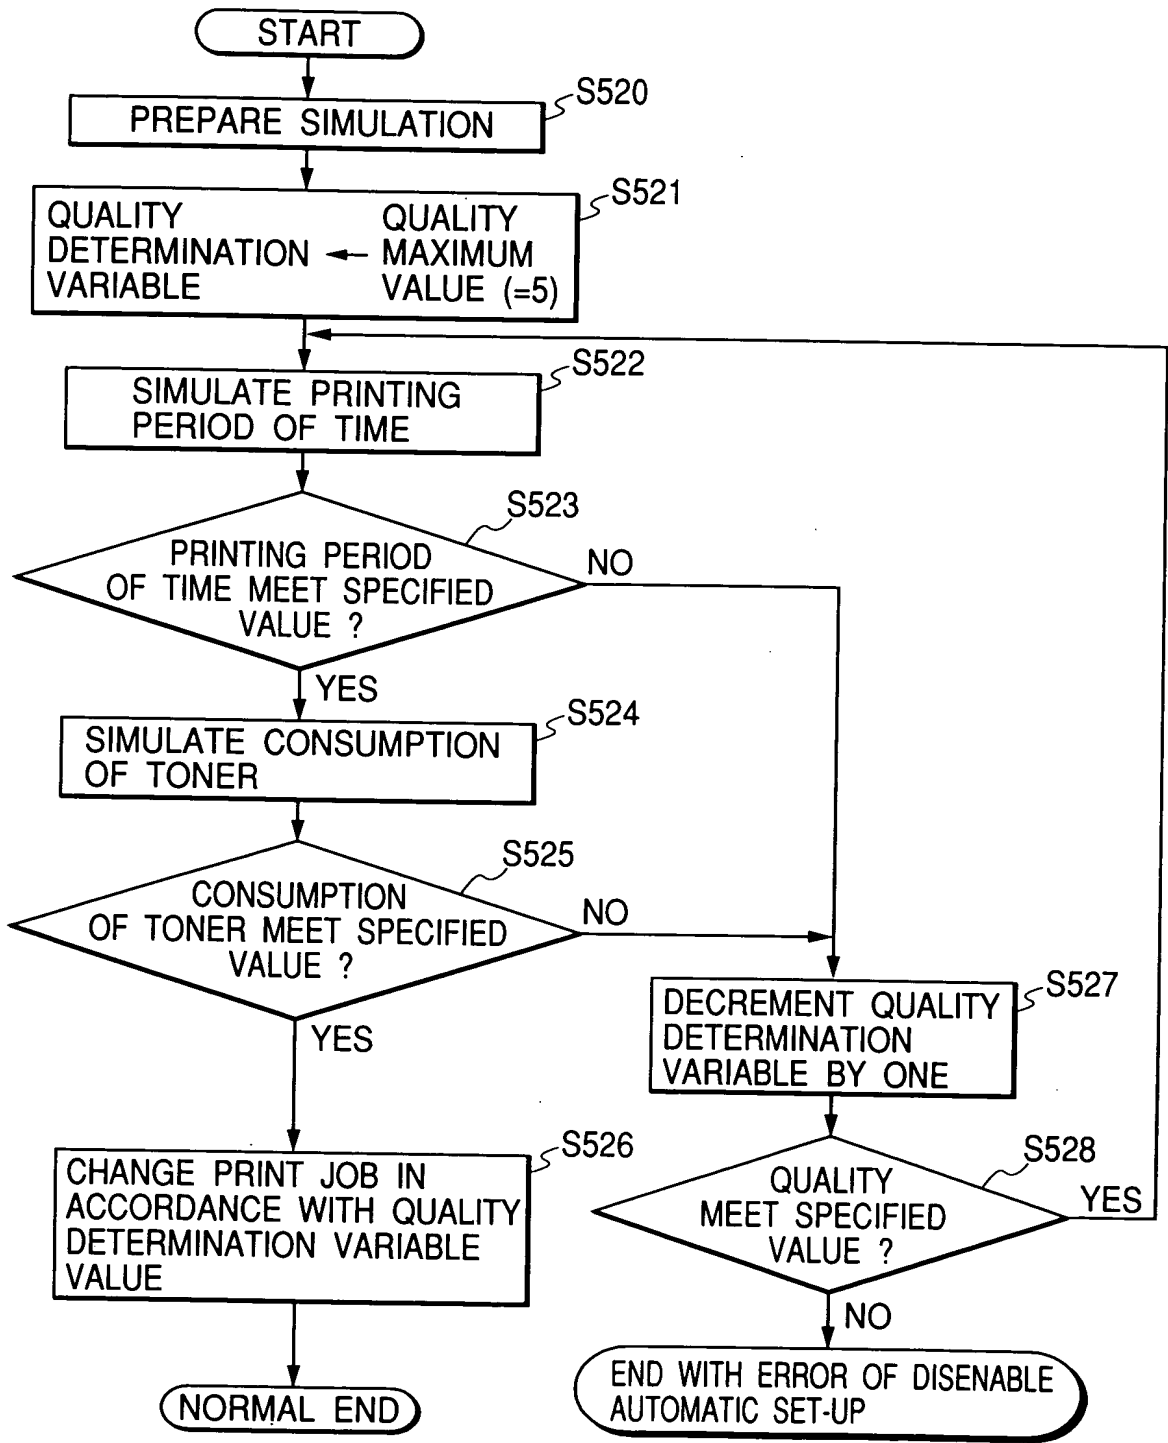 START
S520
PREPARE SIMULATION
S521
QUALITY
DETERMINATION
VARIABLE
QUALITY
MAXIMUM
VALUE (=5)
S522
SIMULATE PRINTING
PERIOD OF TIME
S523
PRINTING PERIOD
OF TIME MEET SPECIFIED
VALUE ?
NO
YES
S524
SIMULATE CONSUMPTION
OF TONER
S525
CONSUMPTION
OF TONER MEET SPECIFIED
VALUE ?
NO
YES
S527
DECREMENT QUALITY
DETERMINATION
VARIABLE BY ONE
S526
CHANGE PRINT JOB IN
ACCORDANCE WITH QUALITY
DETERMINATION VARIABLE
VALUE
S528
QUALITY
MEET SPECIFIED
VALUE ?
YES
NO
NORMAL END
END WITH ERROR OF DISENABLE
AUTOMATIC SET-UP